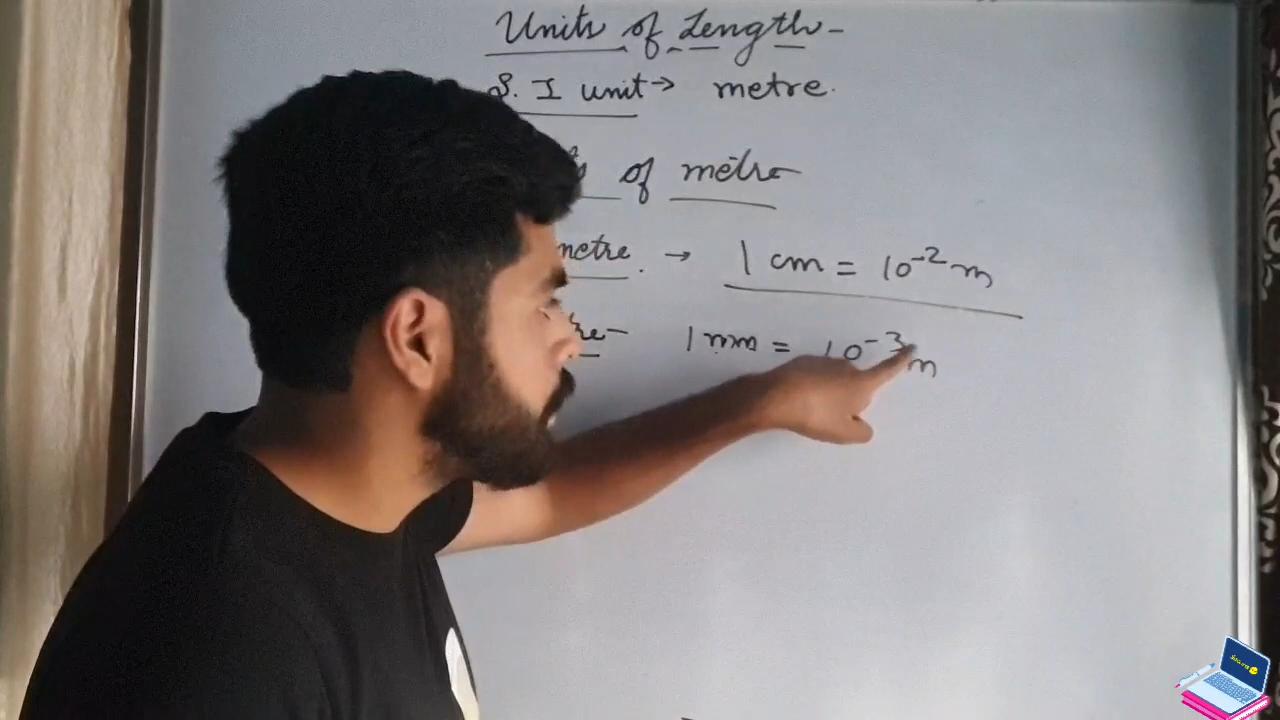 Units of Length-
S. I unit → metre.
of metre
metre. → 1 cm = 10⁻² m
1 mm = 10⁻³ m